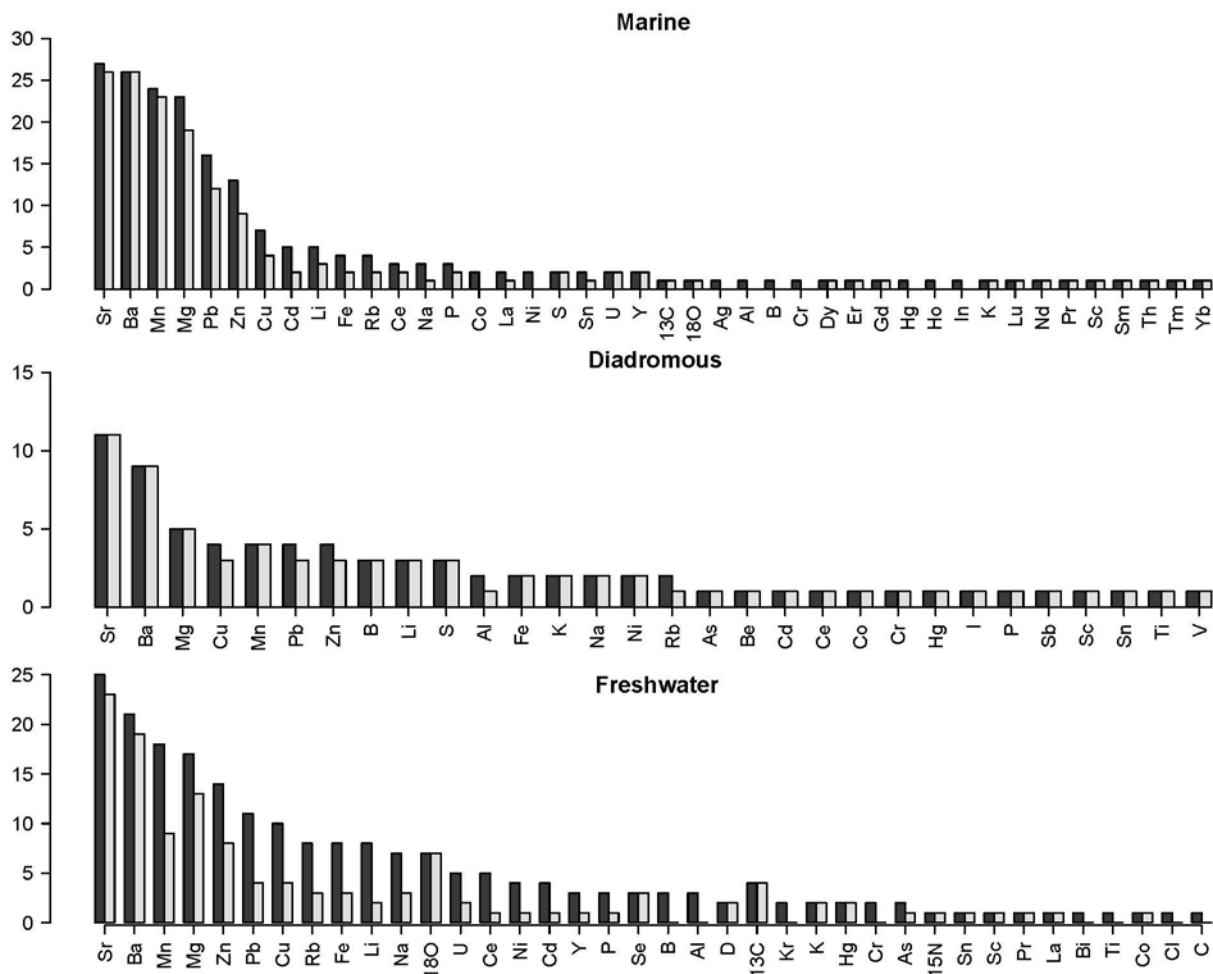 Marine
30
25
20
15
10
5
0
Sr Ba Mn Mg Pb Zn Cu Cd Li Fe Rb Ce Na P Co La Ni S Sn U Y 13C 18O Ag Al B Cr Dy Er Gd Hg Ho In K Lu Nd Pr Sc Sm Th Tm Yb
Diadromous
15
10
5
0
Sr Ba Mg Cu Mn Pb Zn B Li S Al Fe K Na Ni Rb As Be Cd Ce Co Cr Hg I P Sb Sc Sn Ti V
Freshwater
25
20
15
10
5
0
Sr Ba Mn Mg Zn Pb Cu Rb Fe Li Na 18O U Ce Ni Cd Y P Se B Al D 13C Kr K Hg Cr As 15N Sn Sc Pr La Bi Ti Co Cl C